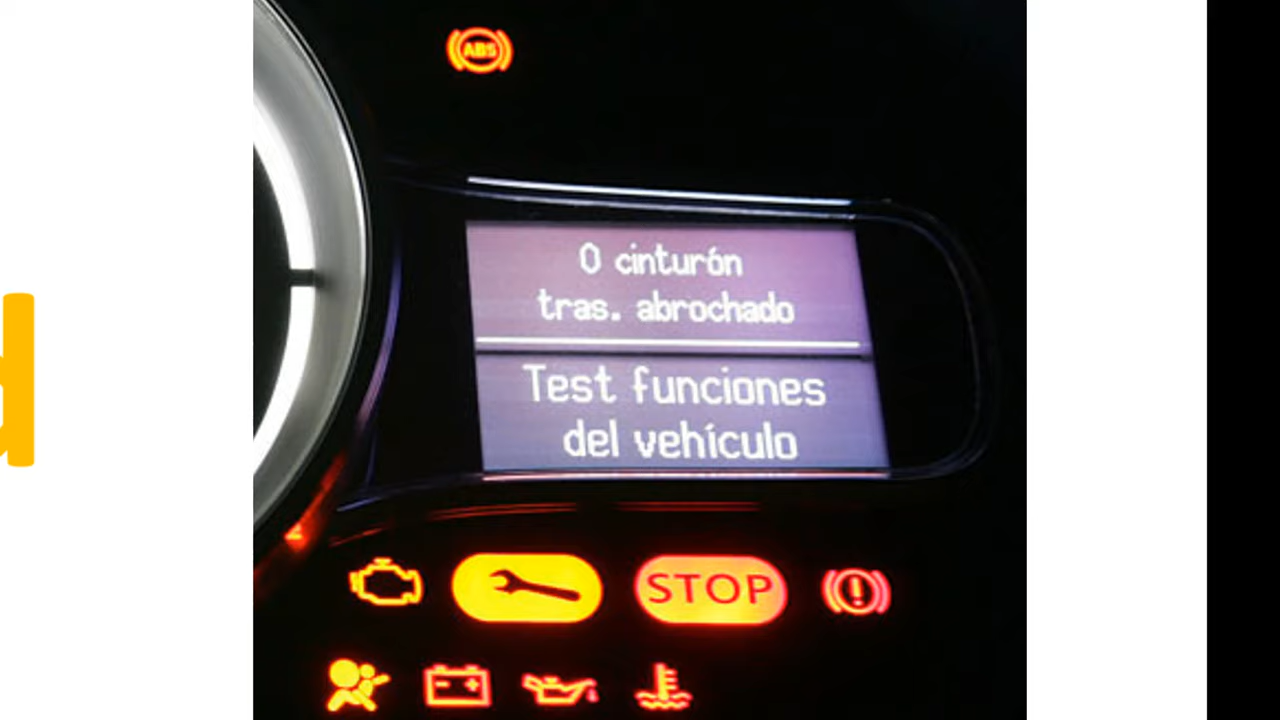 d
ABS
0 cinturón
tras. abrochado
Test funciones
del vehículo
STOP